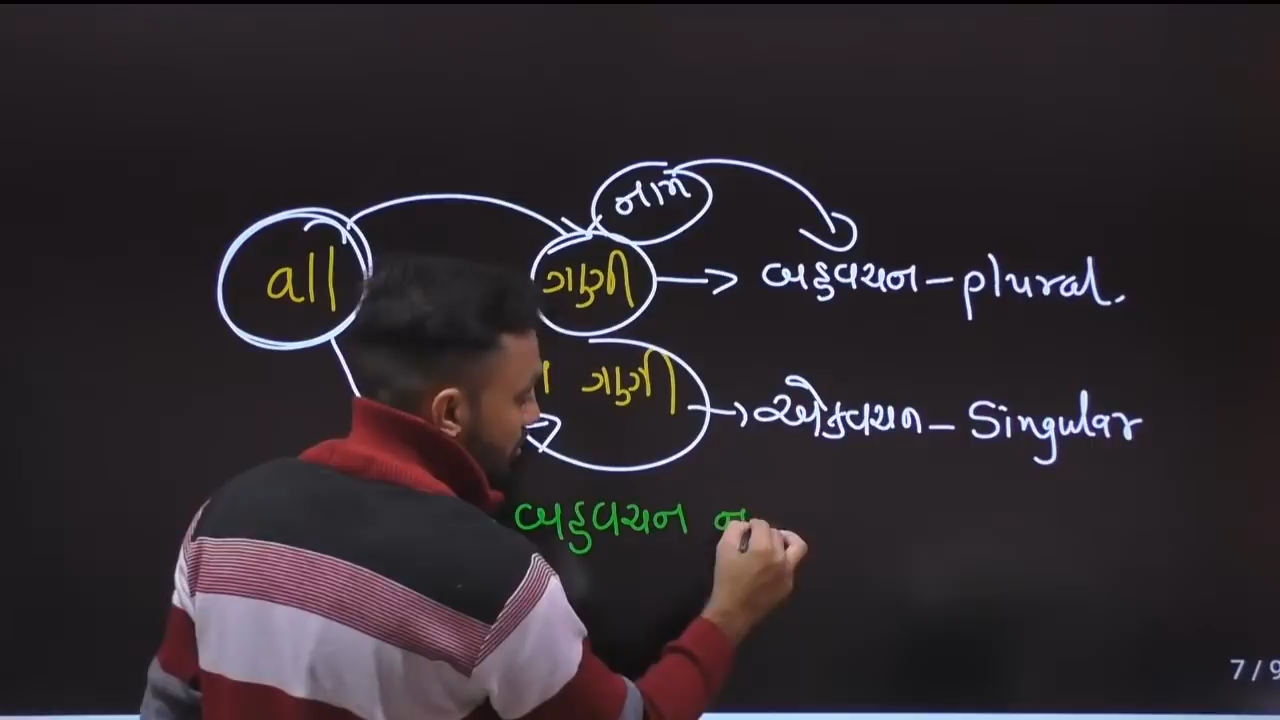 નામ
all ગણી → બહુવચન – plural.
ગણી → એકવચન – Singular
બહુવચન
7/9